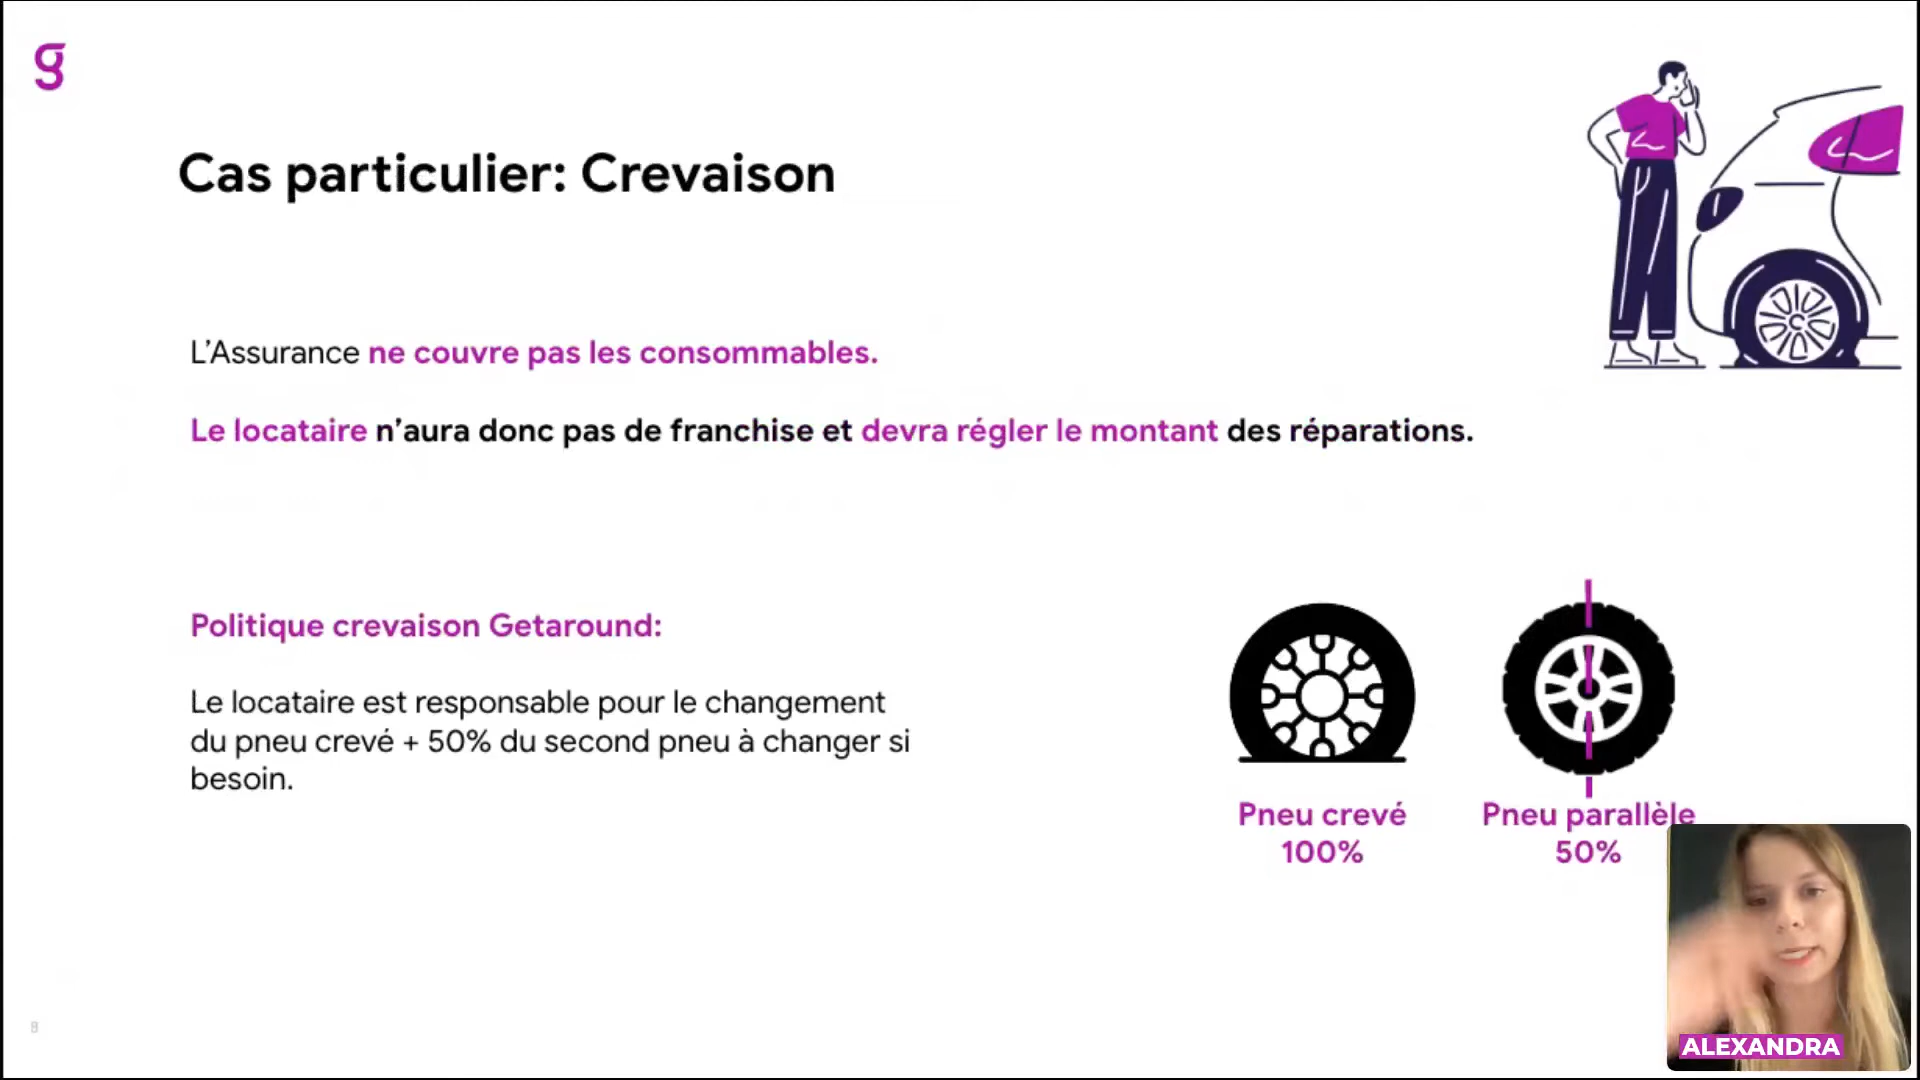 g
Cas particulier: Crevaison
L’Assurance ne couvre pas les consommables.
Le locataire n’aura donc pas de franchise et devra régler le montant des réparations.
Politique crevaison Getaround:
Le locataire est responsable pour le changement
du pneu crevé + 50% du second pneu à changer si
besoin.
Pneu crevé
100%
Pneu parallèle
50%
ALEXANDRA